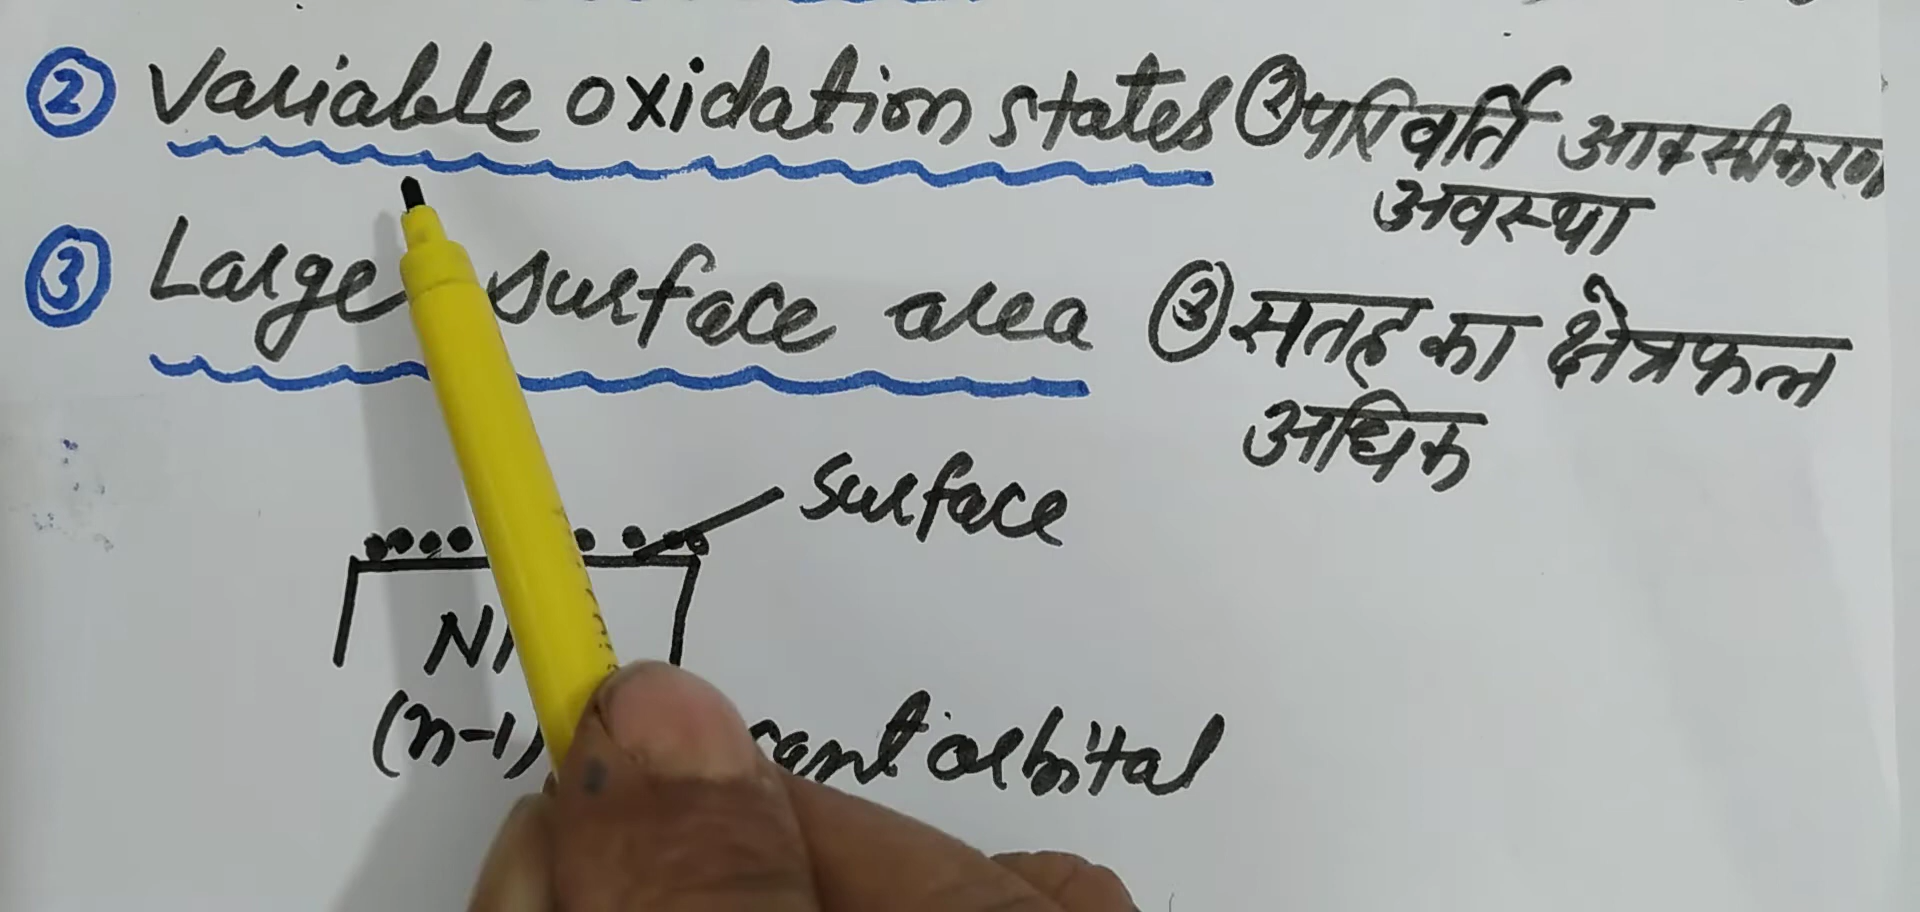 ② Variable oxidation states ② परिवर्ति आक्सीकरण
अवस्था
③ Large surface area ③ सतह का क्षेत्रफल
अधिक
surface
(n-1) orbital